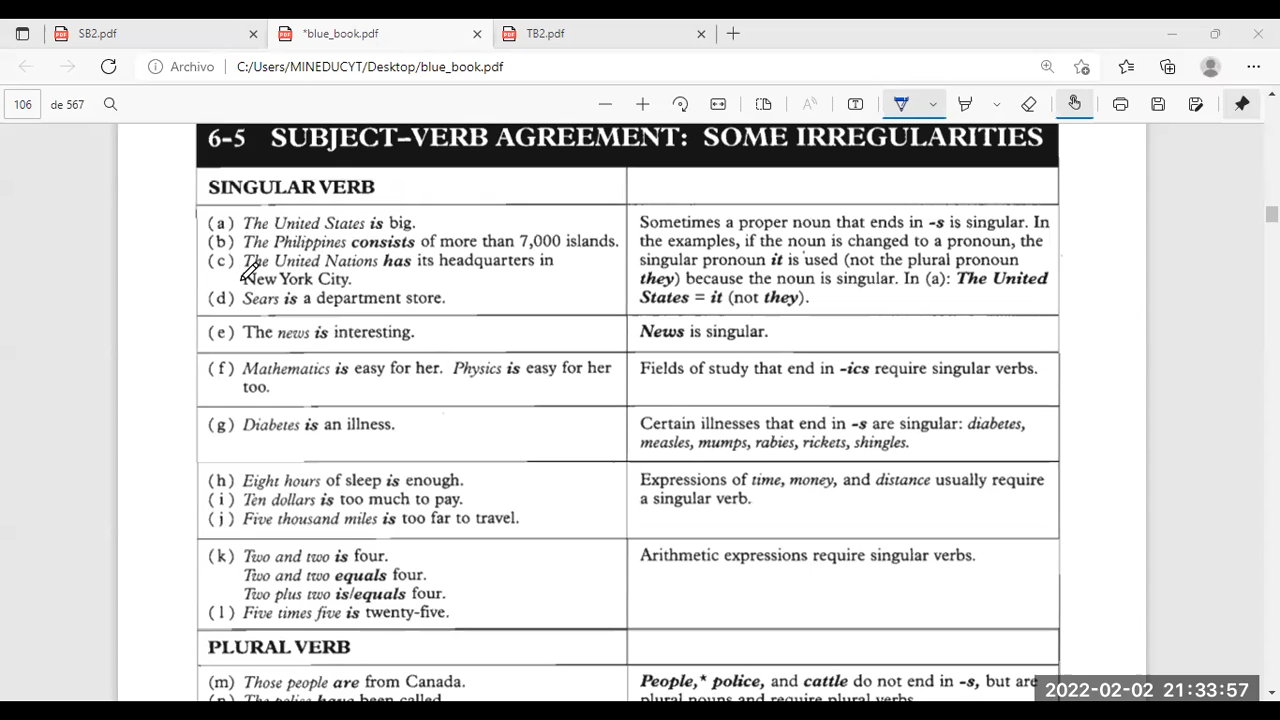 SB2.pdf
*blue_book.pdf
TB2.pdf
Archivo
C:/Users/MINEDUCYT/Desktop/blue_book.pdf
106
de 567
6-5 SUBJECT–VERB AGREEMENT: SOME IRREGULARITIES
SINGULAR VERB
(a) The United States is big.
(b) The Philippines consists of more than 7,000 islands.
(c) The United Nations has its headquarters in
New York City.
(d) Sears is a department store.
Sometimes a proper noun that ends in -s is singular. In
the examples, if the noun is changed to a pronoun, the
singular pronoun it is used (not the plural pronoun
they) because the noun is singular. In (a): The United
States = it (not they).
(e) The news is interesting.
News is singular.
(f) Mathematics is easy for her. Physics is easy for her
too.
Fields of study that end in -ics require singular verbs.
(g) Diabetes is an illness.
Certain illnesses that end in -s are singular: diabetes,
measles, mumps, rabies, rickets, shingles.
(h) Eight hours of sleep is enough.
(i) Ten dollars is too much to pay.
(j) Five thousand miles is too far to travel.
Expressions of time, money, and distance usually require
a singular verb.
(k) Two and two is four.
Two and two equals four.
Two plus two is/equals four.
(l) Five times five is twenty-five.
Arithmetic expressions require singular verbs.
PLURAL VERB
(m) Those people are from Canada.
(n) The police have been called.
People,* police, and cattle do not end in -s, but are
plural nouns and require plural verbs.
2022-02-02 21:33:57